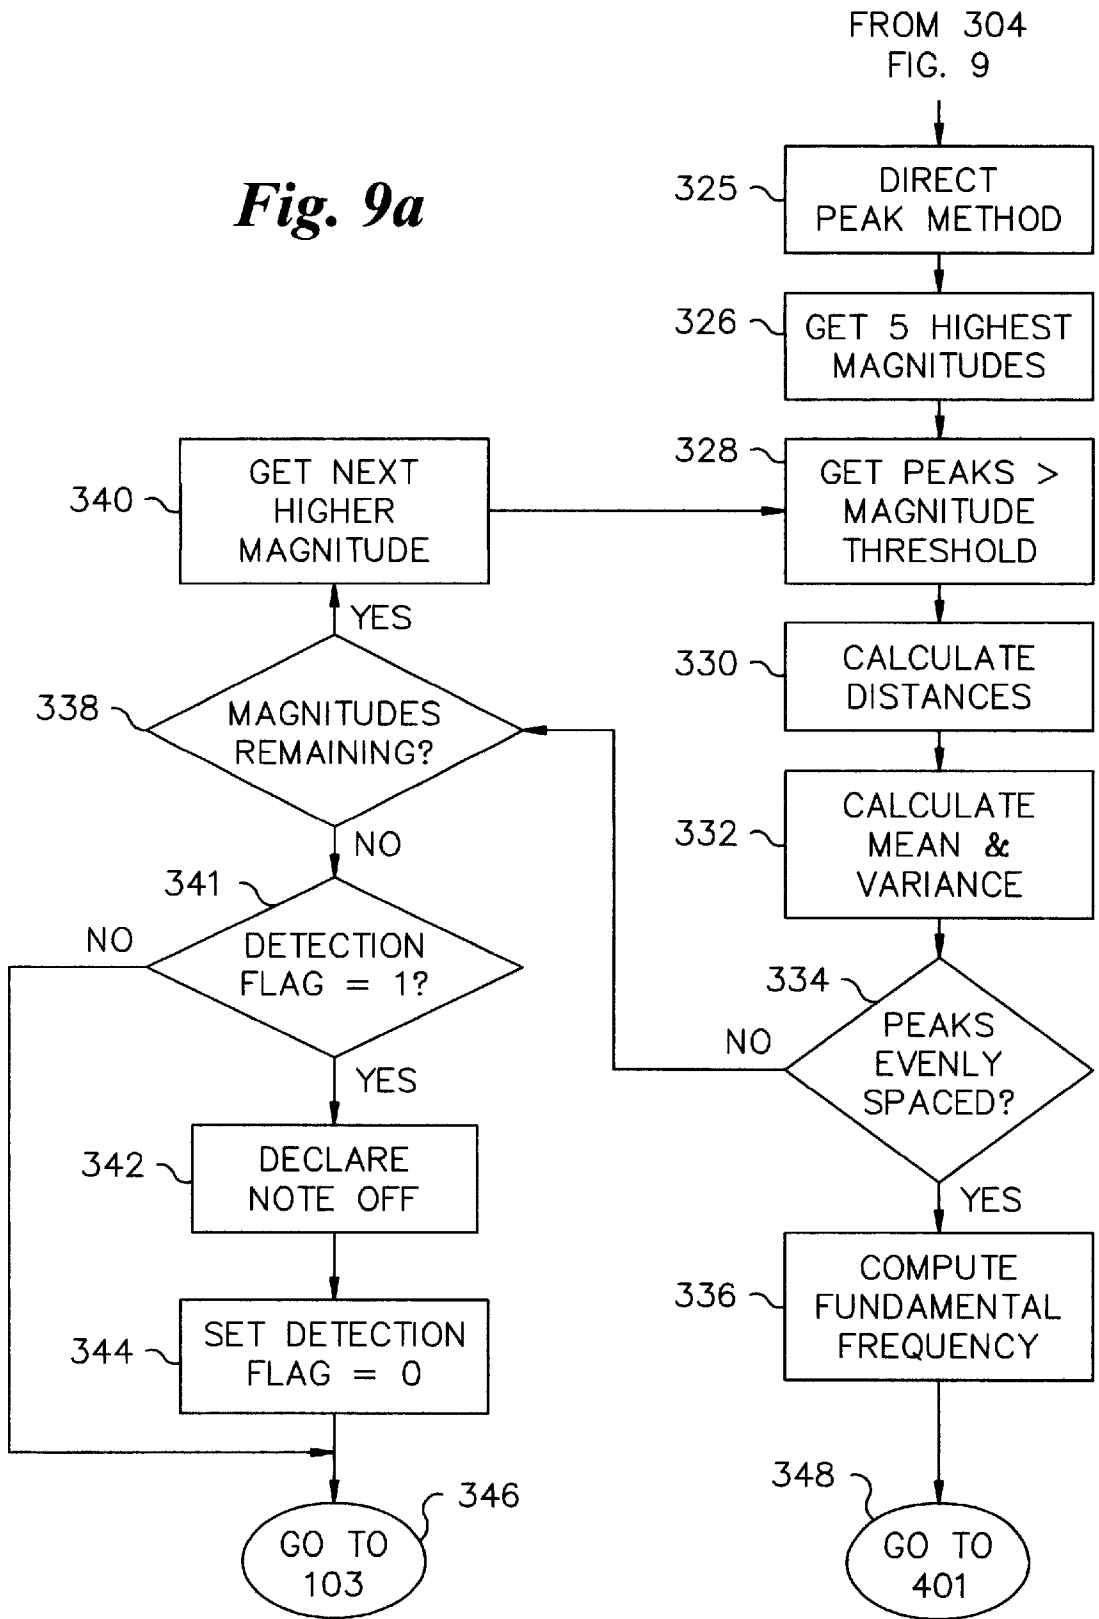 FROM 304
FIG. 9
Fig. 9a
325
DIRECT
PEAK METHOD
326
GET 5 HIGHEST
MAGNITUDES
328
GET PEAKS >
MAGNITUDE
THRESHOLD
340
GET NEXT
HIGHER
MAGNITUDE
YES
330
CALCULATE
DISTANCES
338
MAGNITUDES
REMAINING?
NO
332
CALCULATE
MEAN &
VARIANCE
341
DETECTION
FLAG = 1?
NO
YES
334
PEAKS
EVENLY
SPACED?
NO
YES
342
DECLARE
NOTE OFF
336
COMPUTE
FUNDAMENTAL
FREQUENCY
344
SET DETECTION
FLAG = 0
346
GO TO
103
348
GO TO
401